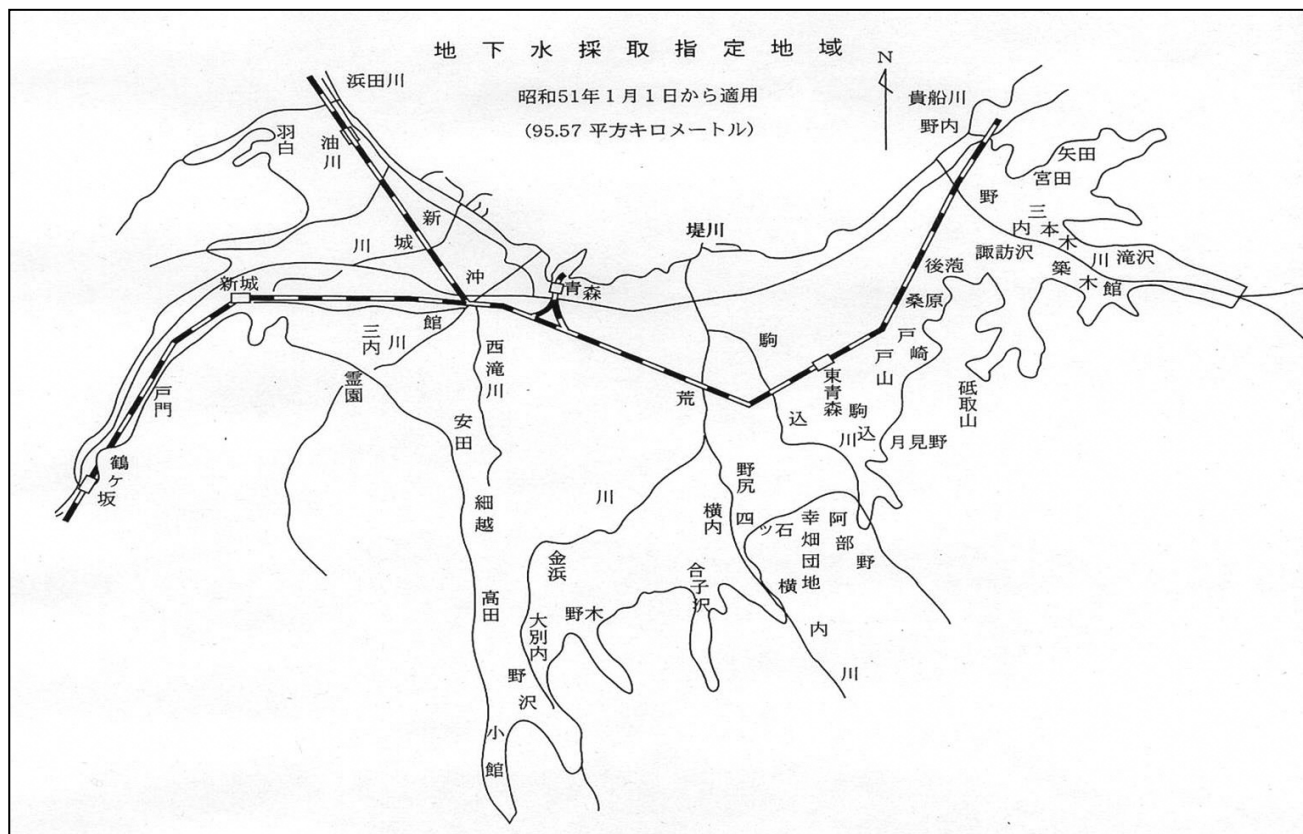 地下水採取指定地域
昭和51年1月1日から適用
(95.57 平方キロメートル)
N
浜田川
羽白
油川
新城川
沖館川
新城
三内
霊園
戸門
鶴ヶ坂
青森
西滝川
安田
細越
高田
小館
野沢
大別内
金浜
野木
合子沢
荒川
堤川
駒込川
横内
野尻
四ッ石
幸畑団地
阿部野
横内川
東青森
駒込
月見野
戸山
戸崎
桑原
後萢
砥取山
諏訪沢
築木館
野内川
三本木
滝沢
宮田
矢田
野内
貴船川